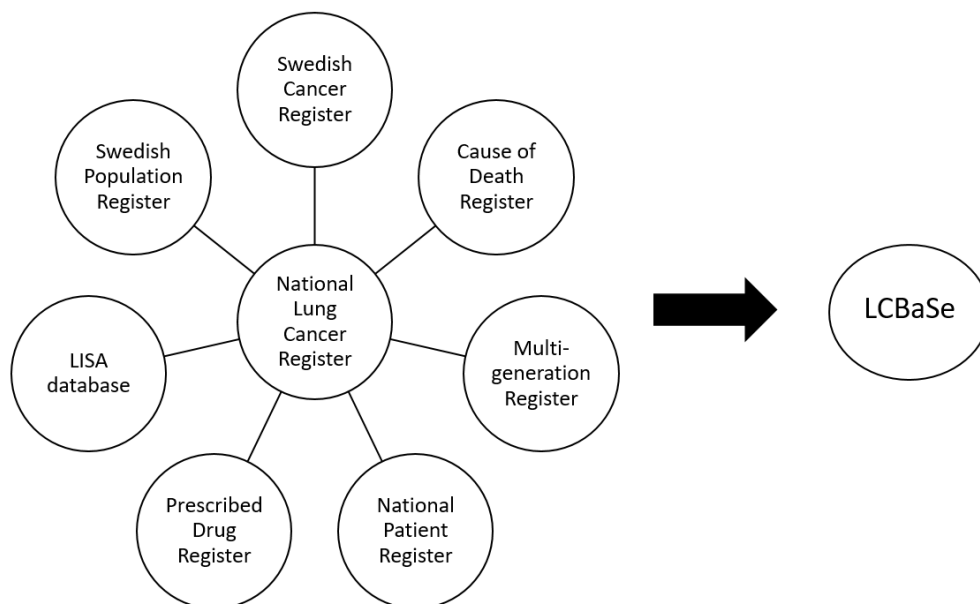 Swedish
Cancer
Register
Swedish
Population
Register
Cause of
Death
Register
National
Lung
Cancer
Register
LISA
database
Multi-
generation
Register
Prescribed
Drug
Register
National
Patient
Register
LCBaSe